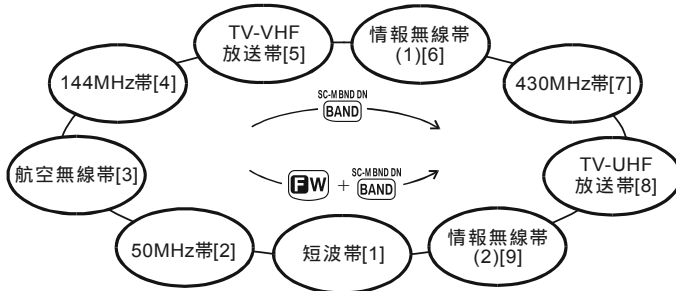 TV-VHF
放送帯[5]
情報無線帯
(1)[6]
144MHz帯[4]
430MHz帯[7]
SC-M BND DN
BAND
航空無線帯[3]
TV-UHF
放送帯[8]
SC-M BND DN
FW + BAND
50MHz帯[2]
短波帯[1]
情報無線帯
(2)[9]